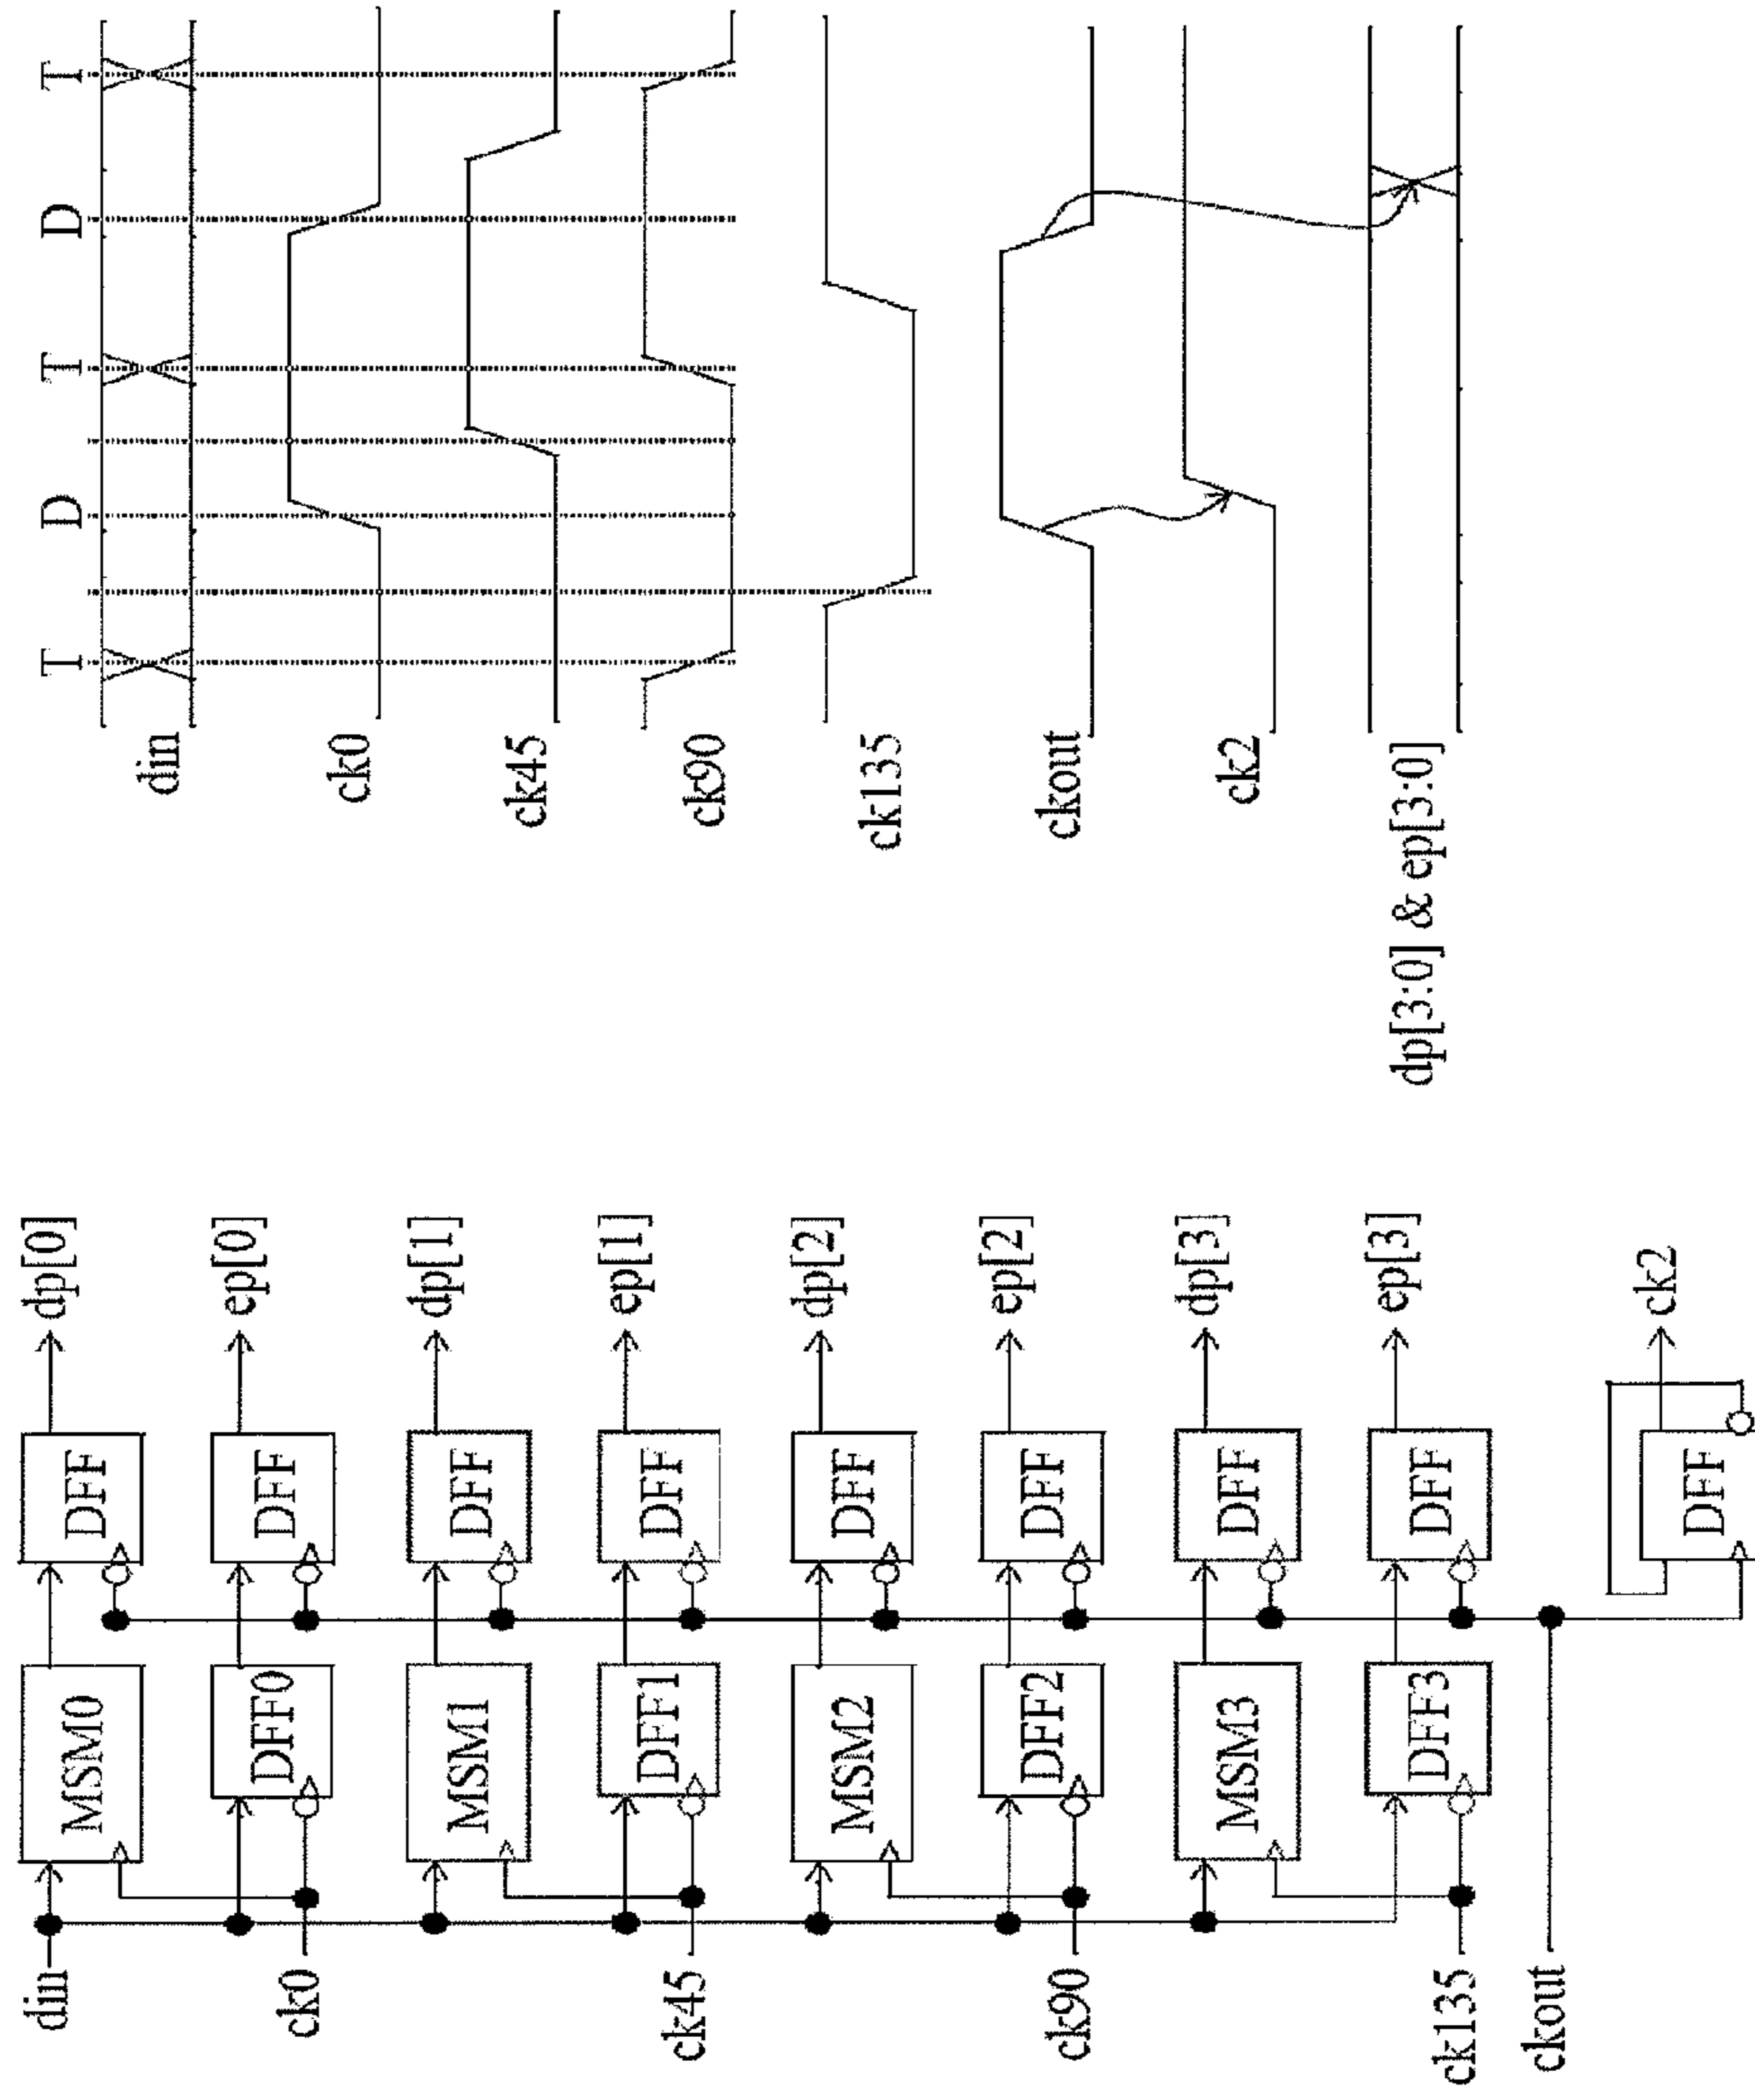 din
MSM0
DFF
dp[0]
DFF0
DFF
ep[0]
ck0
MSM1
DFF
dp[1]
DFF1
DFF
ep[1]
ck45
MSM2
DFF
dp[2]
DFF2
DFF
ep[2]
ck90
MSM3
DFF
dp[3]
DFF3
DFF
ep[3]
ck135
ckout
DFF
ck2
T D D T D T
din
ck0
ck45
ck90
ck135
ckout
ck2
dp[3:0] & ep[3:0]